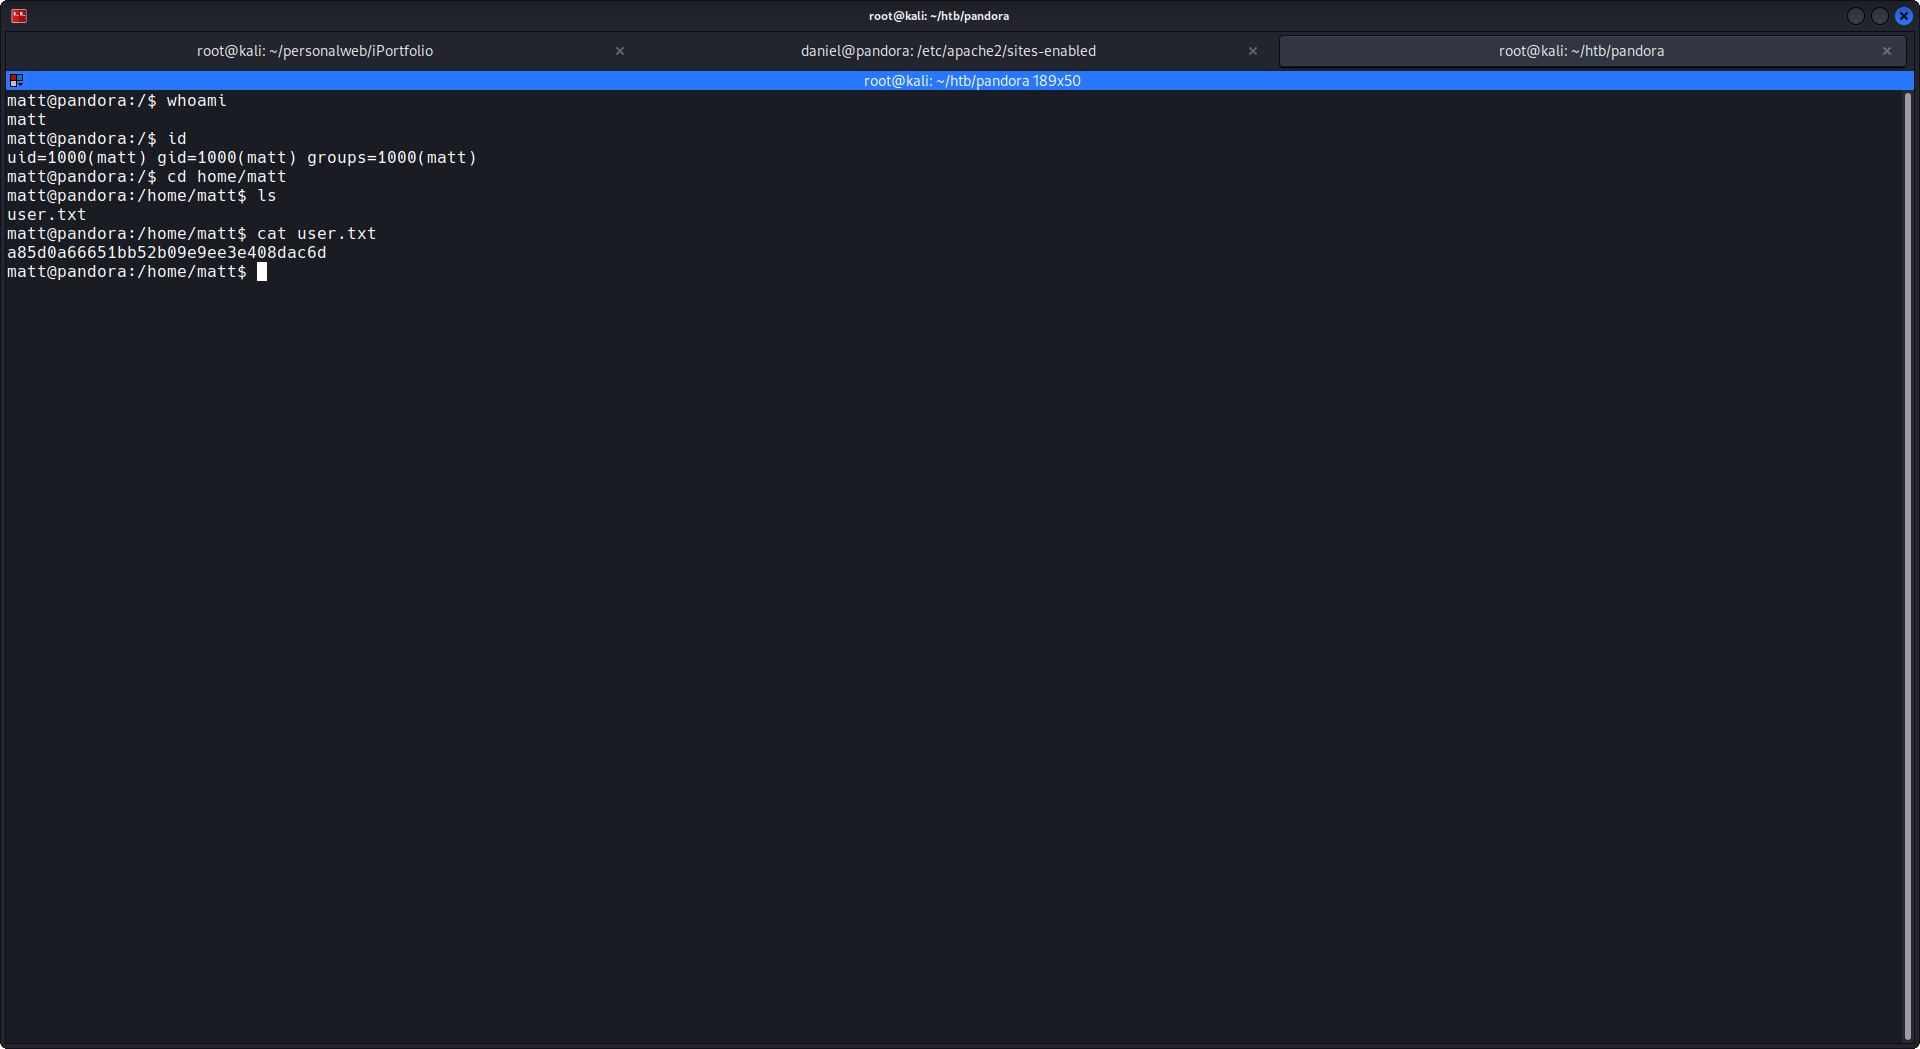 root@kali: ~/htb/pandora
root@kali: ~/personalweb/iPortfolio
daniel@pandora: /etc/apache2/sites-enabled
root@kali: ~/htb/pandora
root@kali: ~/htb/pandora 189x50
matt@pandora:/$ whoami
matt
matt@pandora:/$ id
uid=1000(matt) gid=1000(matt) groups=1000(matt)
matt@pandora:/$ cd home/matt
matt@pandora:/home/matt$ ls
user.txt
matt@pandora:/home/matt$ cat user.txt
a85d0a66651bb52b09e9ee3e408dac6d
matt@pandora:/home/matt$